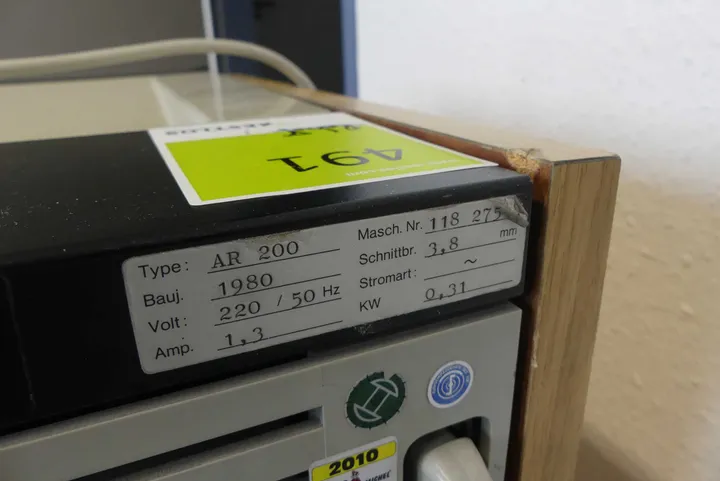 491
Type: AR 200
Bauj. 1980
Volt: 220 / 50 Hz
Amp. 1,3
Masch. Nr. 118 275
Schnittbr. 3,8 mm
Stromart: ~
KW 0,31
2010